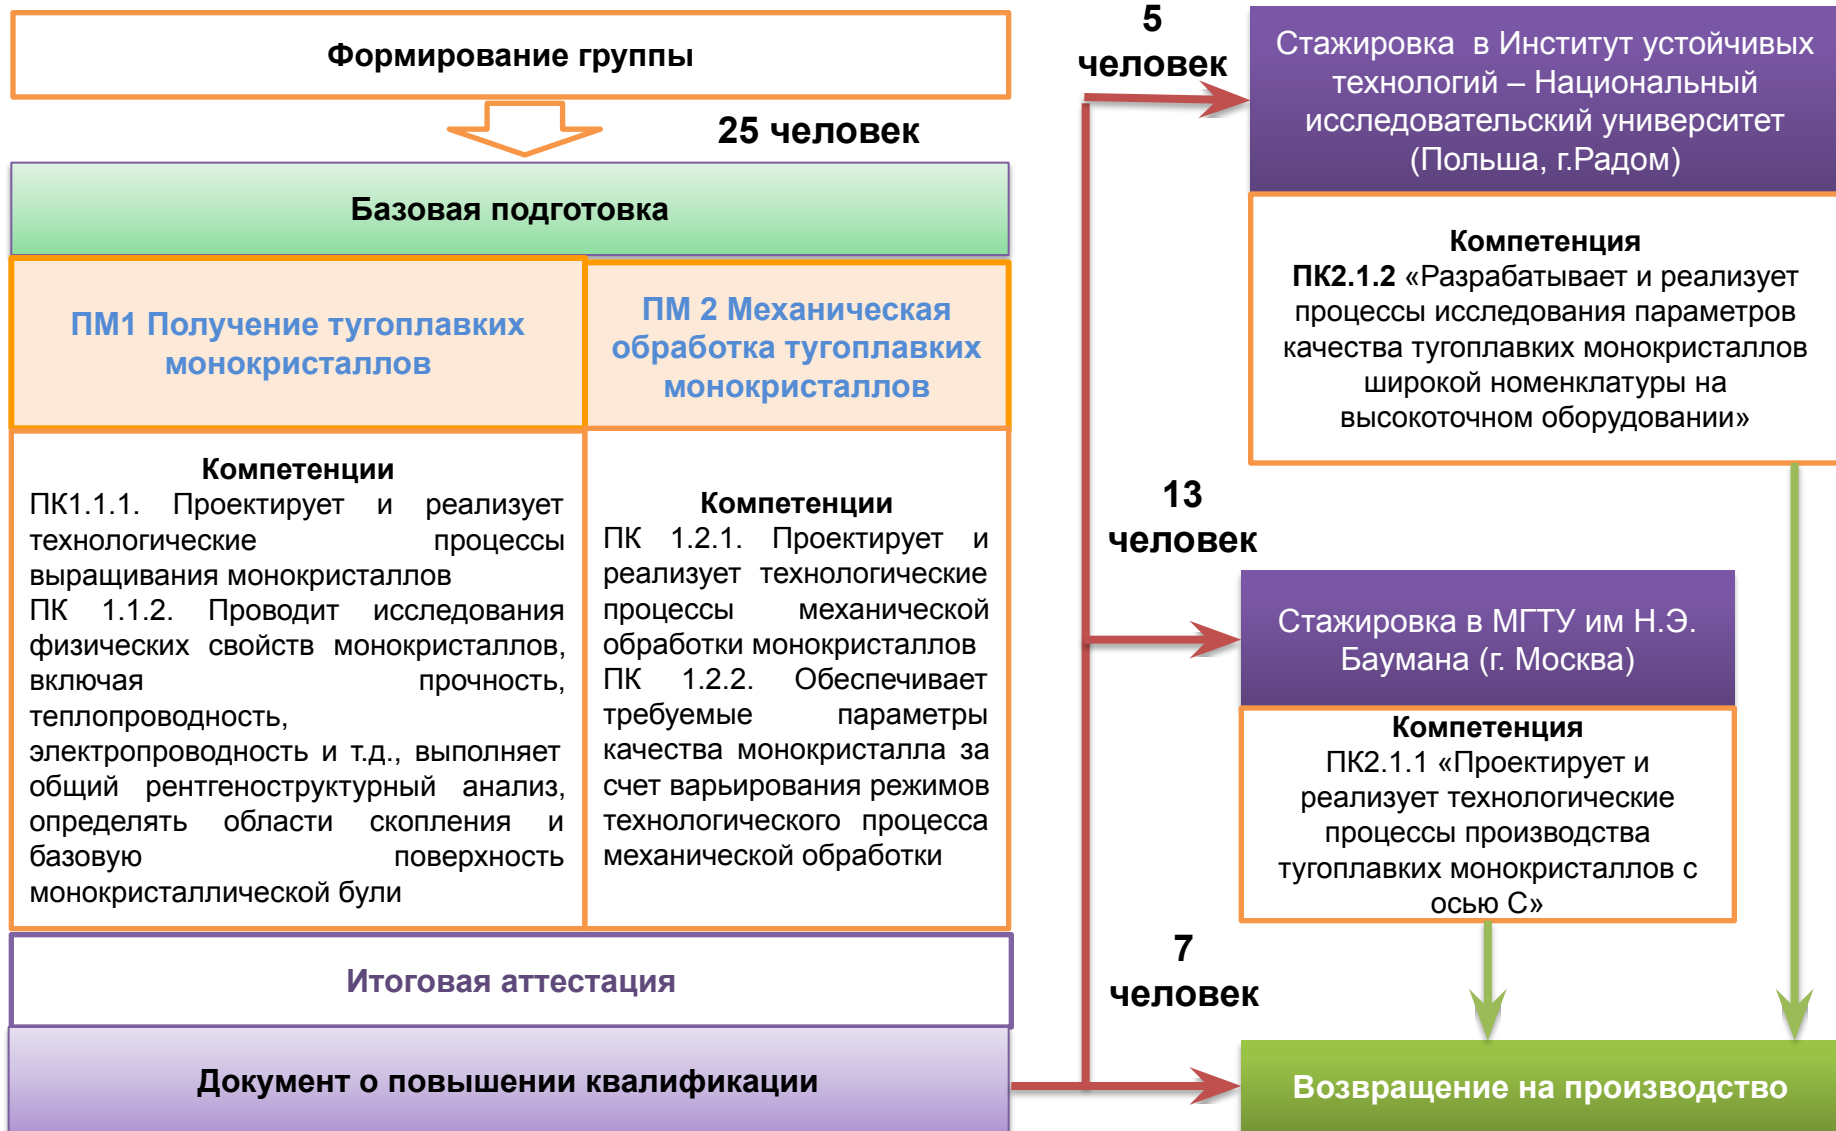 Формирование группы
25 человек
Базовая подготовка
ПМ1 Получение тугоплавких
монокристаллов
ПМ 2 Механическая
обработка тугоплавких
монокристаллов
Компетенции
ПК1.1.1. Проектирует и реализует
технологические процессы
выращивания монокристаллов
ПК 1.1.2. Проводит исследования
физических свойств монокристаллов,
включая прочность,
теплопроводность,
электропроводность и т.д., выполняет
общий рентгеноструктурный анализ,
определять области скопления и
базовую поверхность
монокристаллической були
Компетенции
ПК 1.2.1. Проектирует и
реализует технологические
процессы механической
обработки монокристаллов
ПК 1.2.2. Обеспечивает
требуемые параметры
качества монокристалла за
счет варьирования режимов
технологического процесса
механической обработки
Итоговая аттестация
Документ о повышении квалификации
5
человек
Стажировка в Институт устойчивых
технологий – Национальный
исследовательский университет
(Польша, г.Радом)
Компетенция
ПК2.1.2 «Разрабатывает и реализует
процессы исследования параметров
качества тугоплавких монокристаллов
широкой номенклатуры на
высокоточном оборудовании»
13
человек
Стажировка в МГТУ им Н.Э.
Баумана (г. Москва)
Компетенция
ПК2.1.1 «Проектирует и
реализует технологические
процессы производства
тугоплавких монокристаллов с
осью С»
7
человек
Возвращение на производство